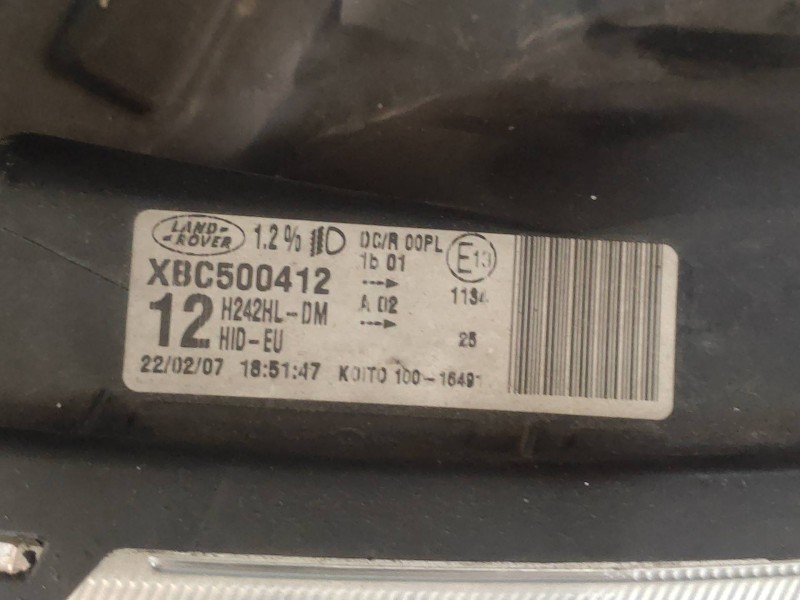 LAND-
-ROVER
1.2% DC/R 00PL
1b 01 E13
XBC500412
A 02 1134
12 H242HL-DM
HID-EU 25
22/02/07 18:51:47 KOITO 100-16491